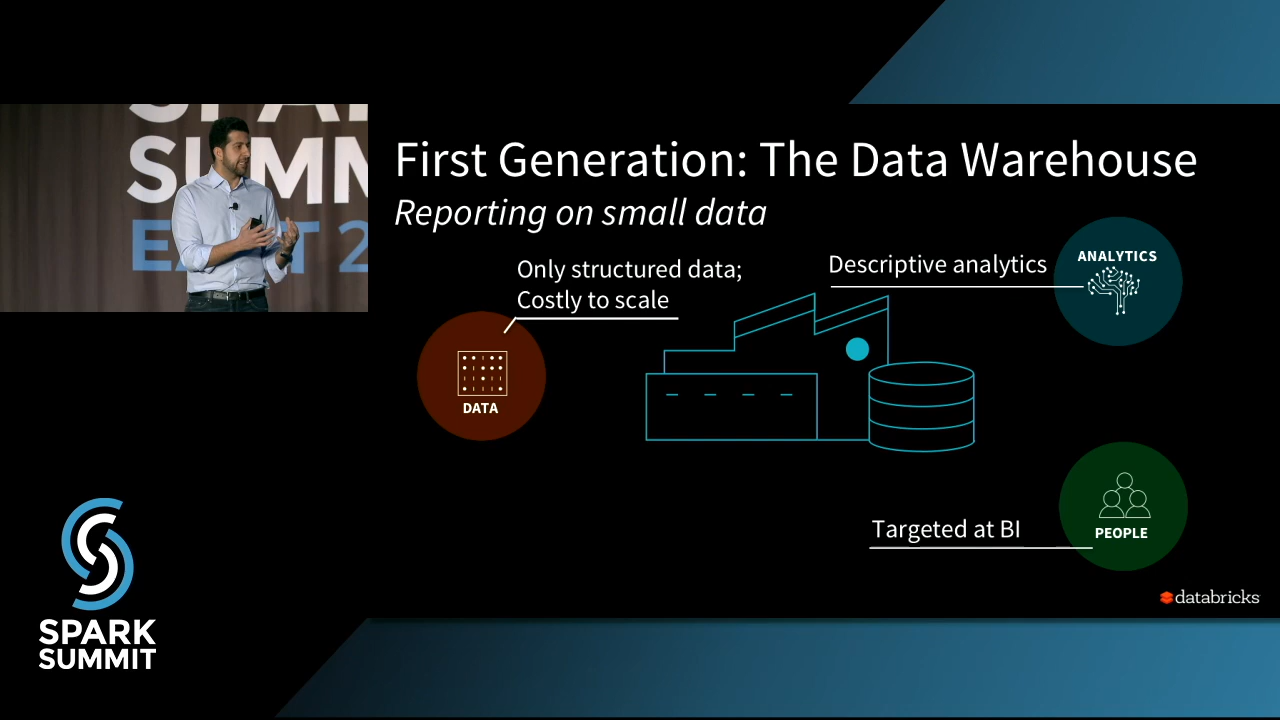 SUMM
First Generation: The Data Warehouse
Reporting on small data
Only structured data;
Costly to scale
Descriptive analytics
ANALYTICS
DATA
Targeted at BI
PEOPLE
databricks
SPARK
SUMMIT